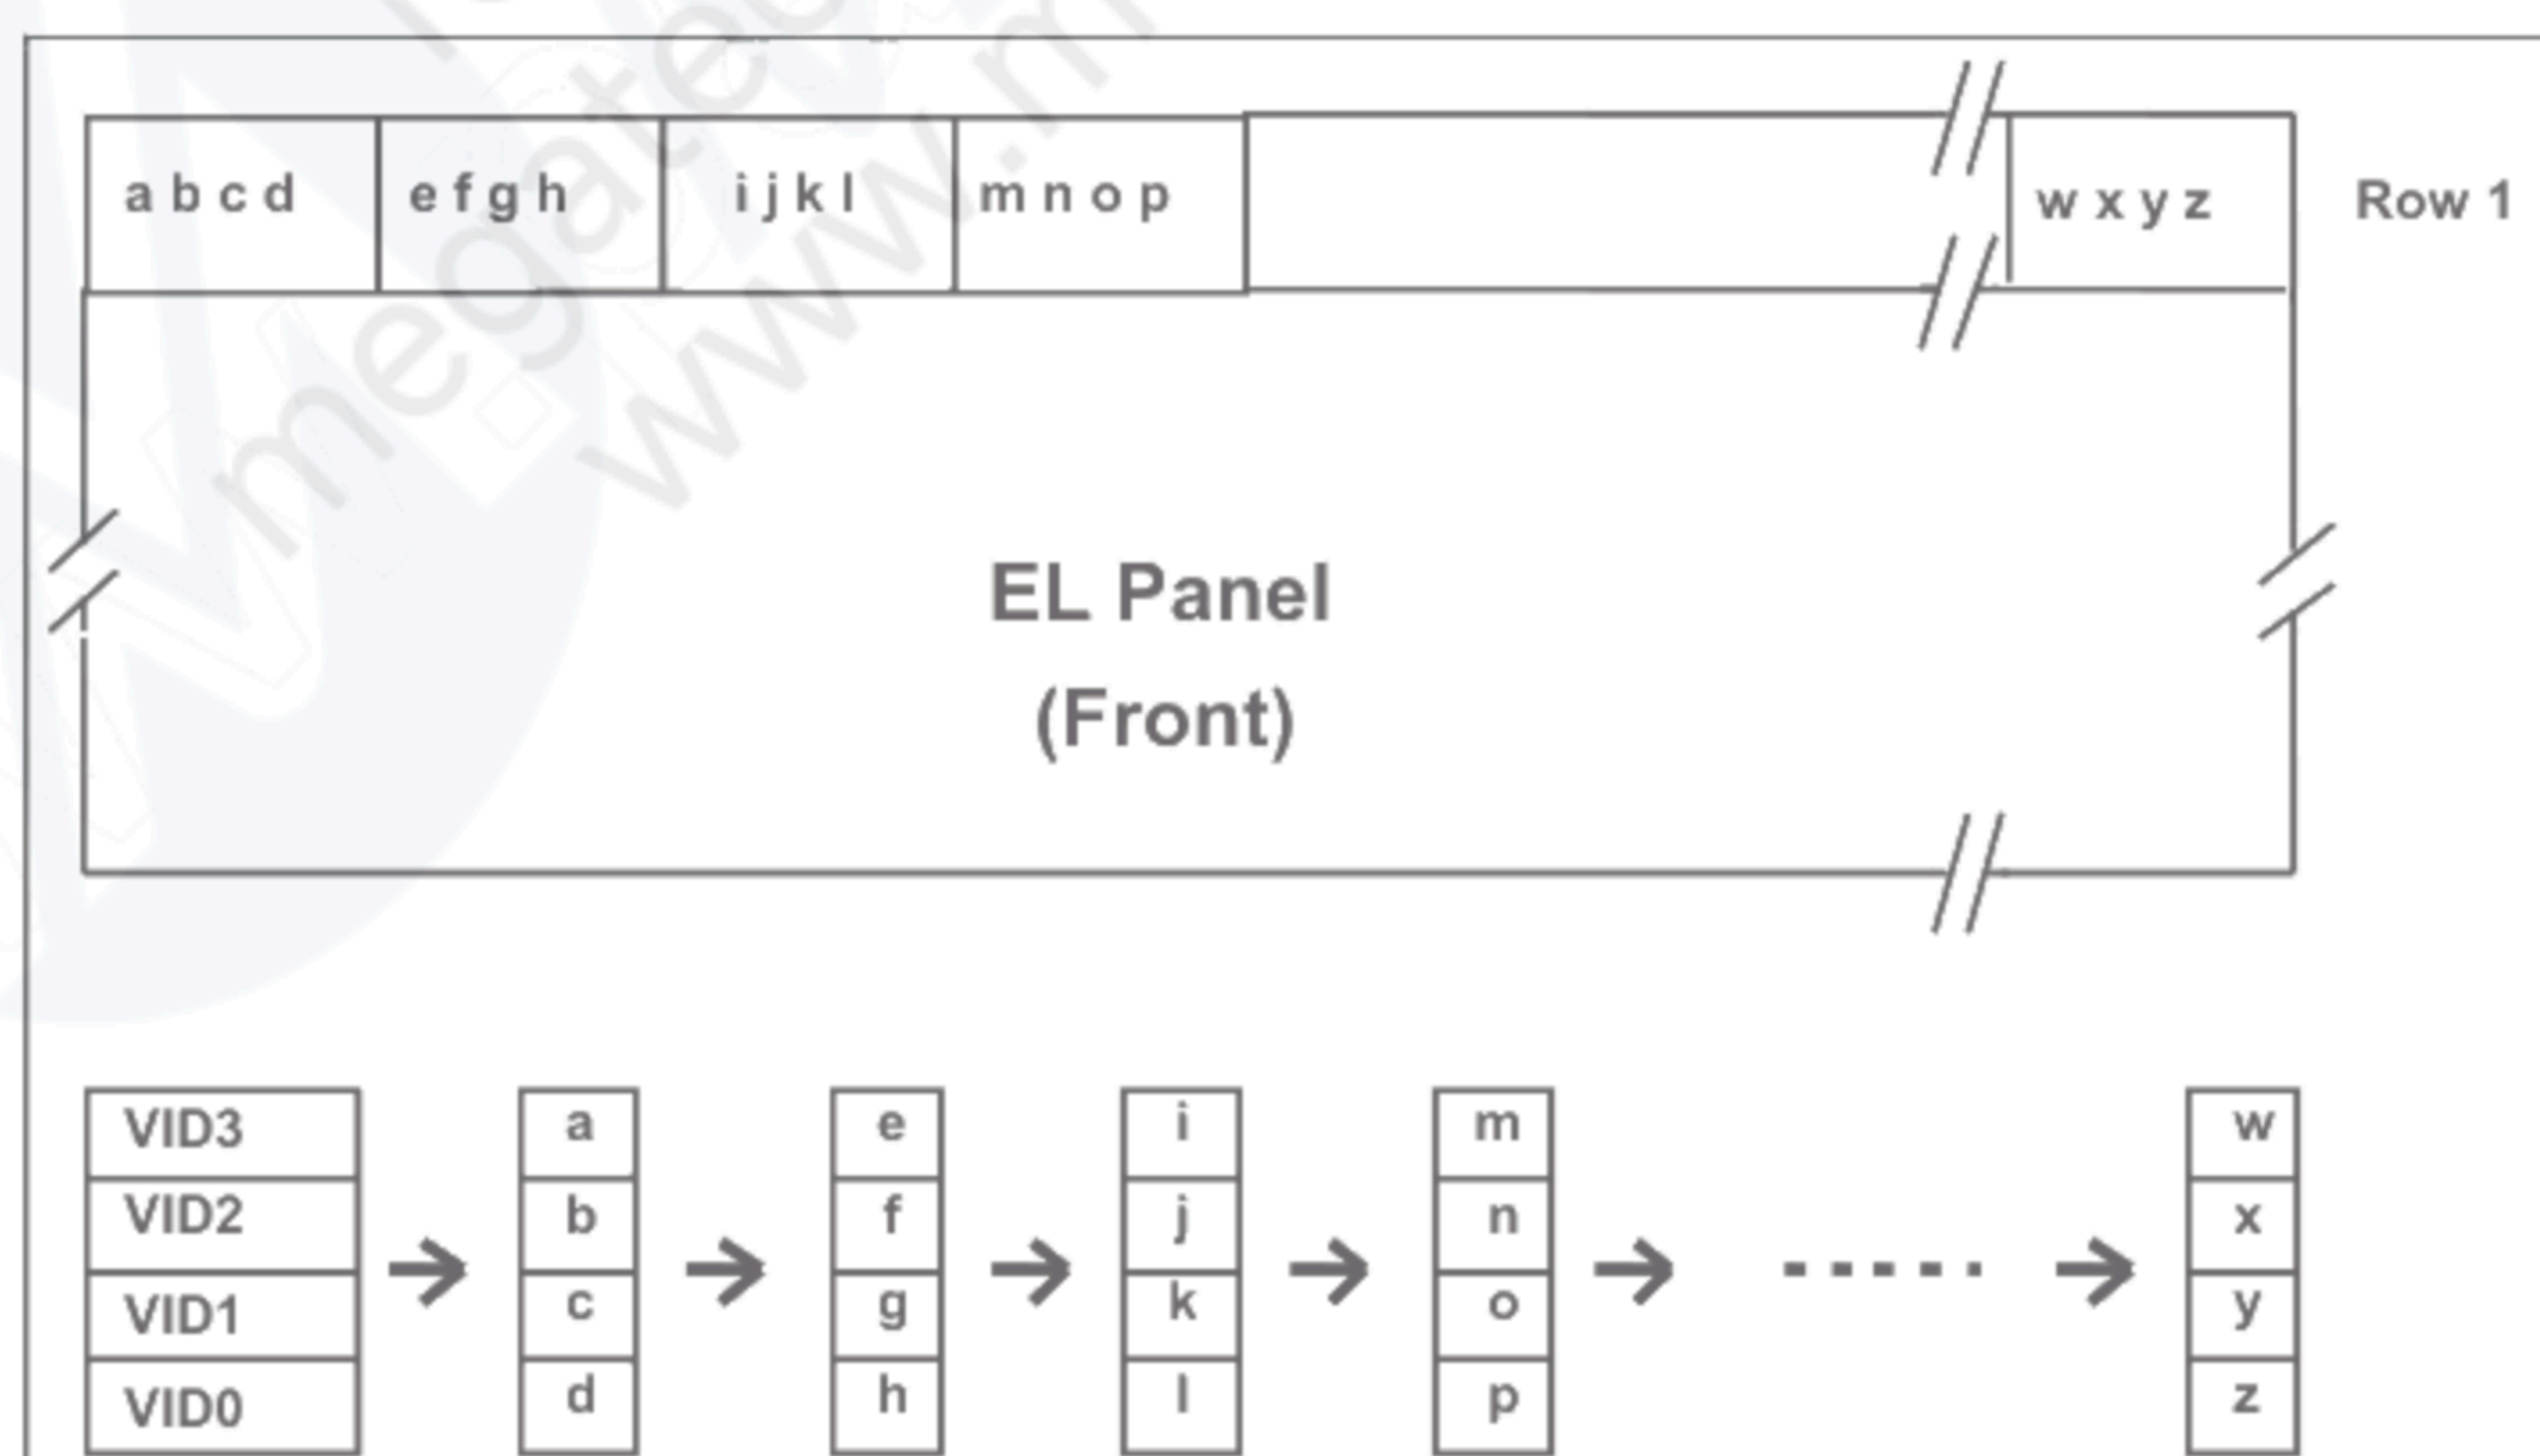 a b c d e f g h i j k l m n o p w x y z Row 1
EL Panel
(Front)
VID3 a e i m w
VID2 b f j n x
VID1 c g k o y
VID0 d h l p z